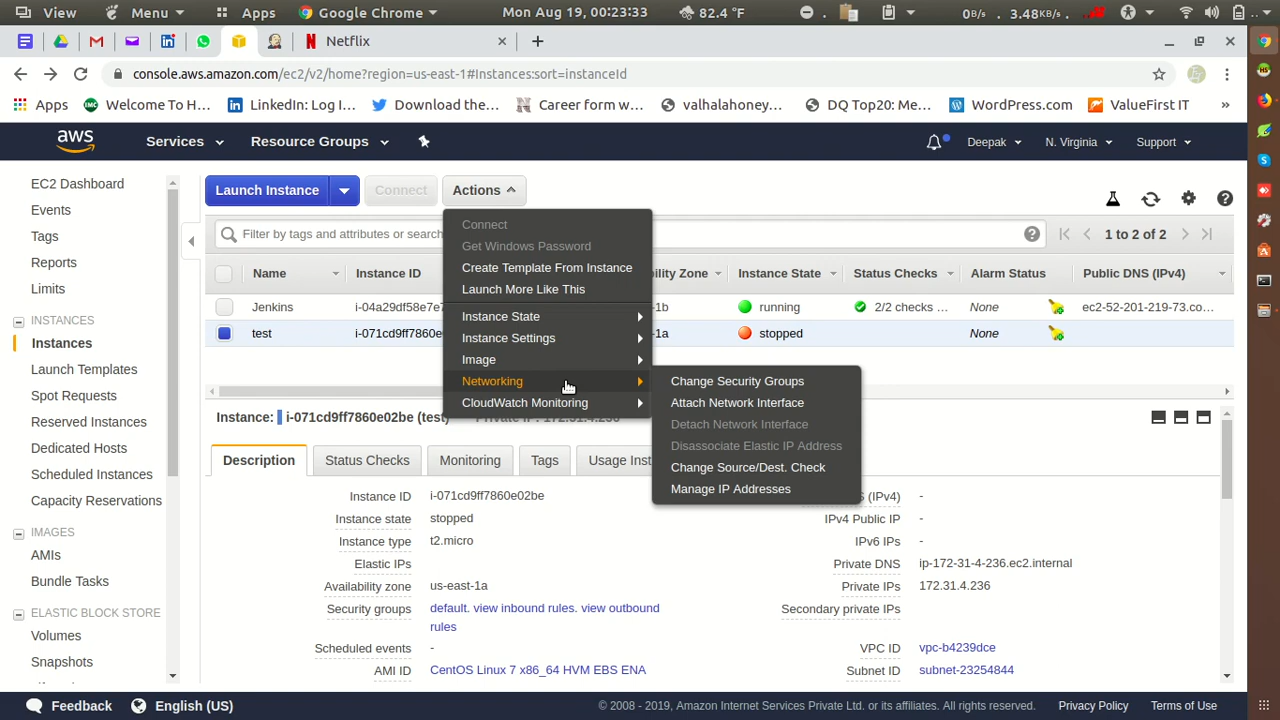 View Menu Apps Google Chrome Mon Aug 19, 00:23:33 82.4 °F 0B/s 3.48KB/s
Netflix
console.aws.amazon.com/ec2/v2/home?region=us-east-1#Instances:sort=instanceId
Apps Welcome To H... LinkedIn: Log I... Download the... Career form w... valhalahoney... DQ Top20: Me... WordPress.com ValueFirst IT »
aws Services Resource Groups Deepak N. Virginia Support
EC2 Dashboard
Events
Tags
Reports
Limits
INSTANCES
Instances
Launch Templates
Spot Requests
Reserved Instances
Dedicated Hosts
Scheduled Instances
Capacity Reservations
IMAGES
AMIs
Bundle Tasks
ELASTIC BLOCK STORE
Volumes
Snapshots
Launch Instance Connect Actions
Filter by tags and attributes or search 1 to 2 of 2
Name Instance ID bility Zone Instance State Status Checks Alarm Status Public DNS (IPv4)
Jenkins i-04a29df58e7e7 -1b running 2/2 checks ... None ec2-52-201-219-73.co...
test i-071cd9ff7860e -1a stopped None
Connect
Get Windows Password
Create Template From Instance
Launch More Like This
Instance State
Instance Settings
Image
Networking
CloudWatch Monitoring
Change Security Groups
Attach Network Interface
Detach Network Interface
Disassociate Elastic IP Address
Change Source/Dest. Check
Manage IP Addresses
Instance: i-071cd9ff7860e02be (test) Private IP: 172.31.4.236
Description Status Checks Monitoring Tags Usage Inst
Instance ID i-071cd9ff7860e02be (IPv4) -
Instance state stopped IPv4 Public IP -
Instance type t2.micro IPv6 IPs -
Elastic IPs Private DNS ip-172-31-4-236.ec2.internal
Availability zone us-east-1a Private IPs 172.31.4.236
Security groups default. view inbound rules. view outbound Secondary private IPs
rules
Scheduled events - VPC ID vpc-b4239dce
AMI ID CentOS Linux 7 x86_64 HVM EBS ENA Subnet ID subnet-23254844
Feedback English (US) © 2008 - 2019, Amazon Internet Services Private Ltd. or its affiliates. All rights reserved. Privacy Policy Terms of Use